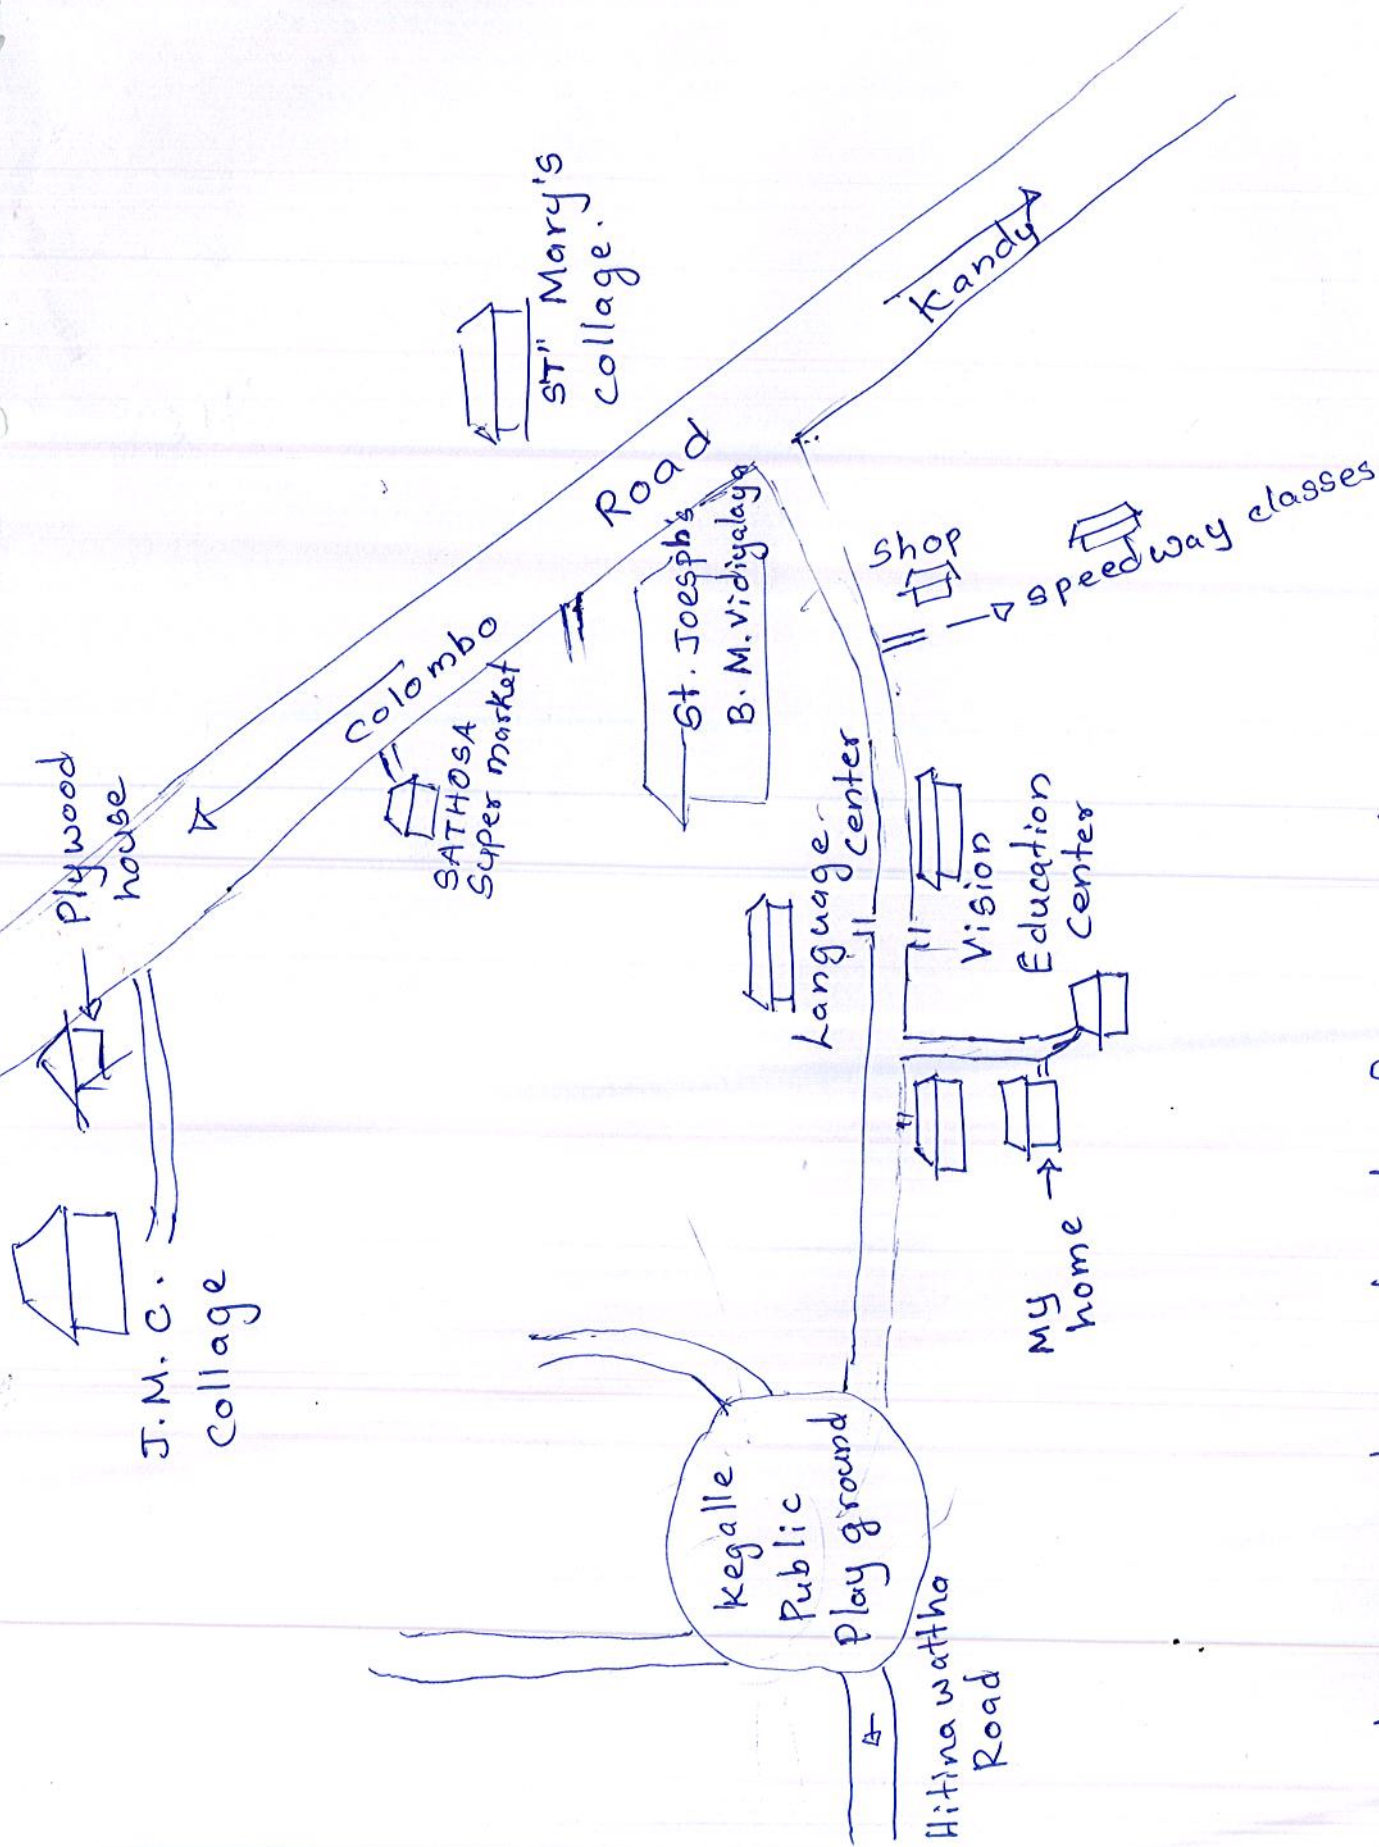 Plywood
house
J.M.C.
Collage
Colombo
Road
SATHOSA
Super market
ST" Mary's
Collage.
Kandy
St. Joesph's
B. M. Vidiyalaya
Shop
speedway classes
Language
Center
Vision
Education
Center
My
home
Kegalle
Public
Play ground
Hitinawattha
Road